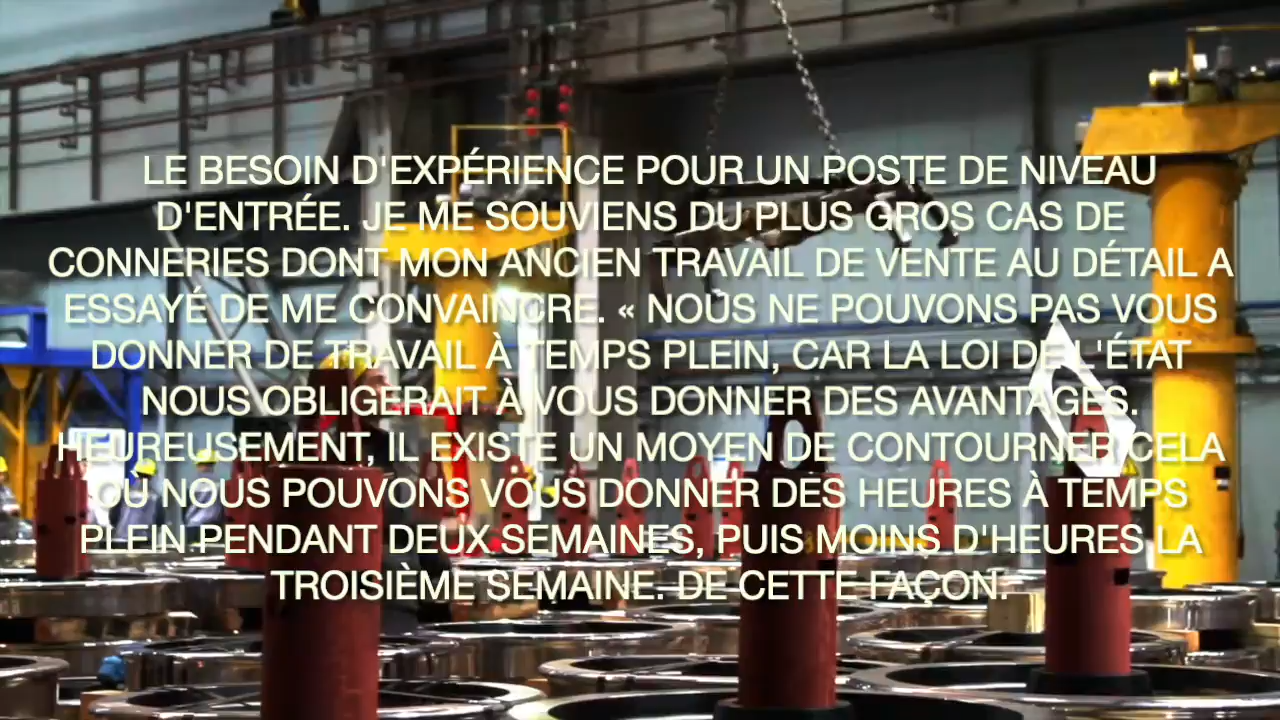 LE BESOIN D'EXPÉRIENCE POUR UN POSTE DE NIVEAU
D'ENTRÉE. JE ME SOUVIENS DU PLUS GROS CAS DE
CONNERIES DONT MON ANCIEN TRAVAIL DE VENTE AU DÉTAIL A
ESSAYÉ DE ME CONVAINCRE. « NOUS NE POUVONS PAS VOUS
DONNER DE TRAVAIL À TEMPS PLEIN, CAR LA LOI DE L'ÉTAT
NOUS OBLIGERAIT À VOUS DONNER DES AVANTAGES.
HEUREUSEMENT, IL EXISTE UN MOYEN DE CONTOURNER CELA
OÙ NOUS POUVONS VOUS DONNER DES HEURES À TEMPS
PLEIN PENDANT DEUX SEMAINES, PUIS MOINS D'HEURES LA
TROISIÈME SEMAINE. DE CETTE FAÇON.